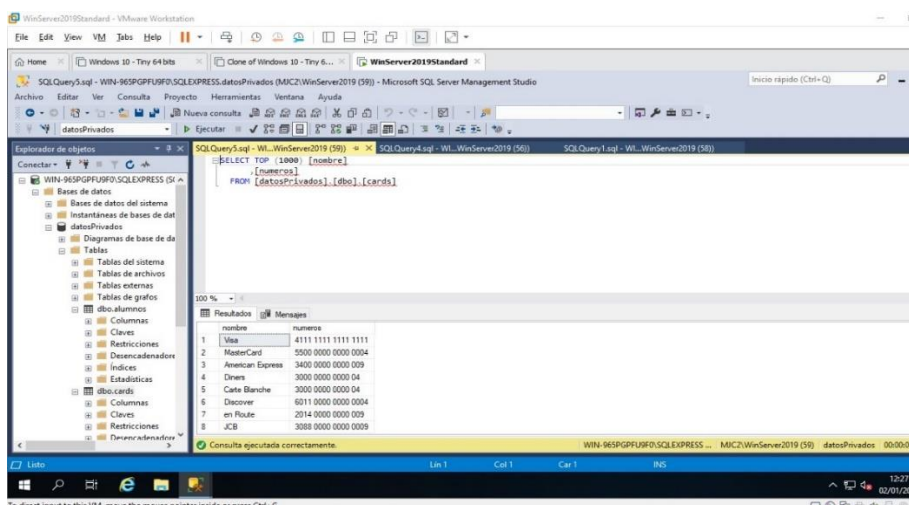 WinServer2019Standard - VMware Workstation
File Edit View VM Tabs Help
Home Windows 10 - Tiny 64 bits Clone of Windows 10 - Tiny 6... WinServer2019Standard
SQLQuery5.sql - WIN-965PGPFU9F0\SQLEXPRESS.datosPrivados (MJC2\WinServer2019 (59)) - Microsoft SQL Server Management Studio
Inicio rápido (Ctrl+Q)
Archivo Editar Ver Consulta Proyecto Herramientas Ventana Ayuda
Nueva consulta
datosPrivados Ejecutar
Explorador de objetos
SQLQuery5.sql - WI...WinServer2019 (59)) SQLQuery4.sql - WI...WinServer2019 (56)) SQLQuery1.sql - WI...WinServer2019 (58))
Conectar
WIN-965PGPFU9F0\SQLEXPRESS (S
Bases de datos
Bases de datos del sistema
Instantáneas de bases de dat
datosPrivados
Diagramas de base de da
Tablas
Tablas del sistema
Tablas de archivos
Tablas externas
Tablas de grafos
dbo.alumnos
Columnas
Claves
Restricciones
Desencadenadore
Índices
Estadísticas
dbo.cards
Columnas
Claves
Restricciones
Desencadenadore
SELECT TOP (1000) [nombre]
,[numeros]
FROM [datosPrivados].[dbo].[cards]
100 %
Resultados Mensajes
nombre numeros
1 Visa 4111 1111 1111 1111
2 MasterCard 5500 0000 0000 0004
3 American Express 3400 0000 0000 009
4 Diners 3000 0000 0000 04
5 Carte Blanche 3000 0000 0000 04
6 Discover 6011 0000 0000 0004
7 en Route 2014 0000 0000 009
8 JCB 3088 0000 0000 0009
Consulta ejecutada correctamente. WIN-965PGPFU9F0\SQLEXPRESS ... MJC2\WinServer2019 (59) datosPrivados 00:00:0
Listo Lín 1 Col 1 Car 1 INS
12:27
02/01/20